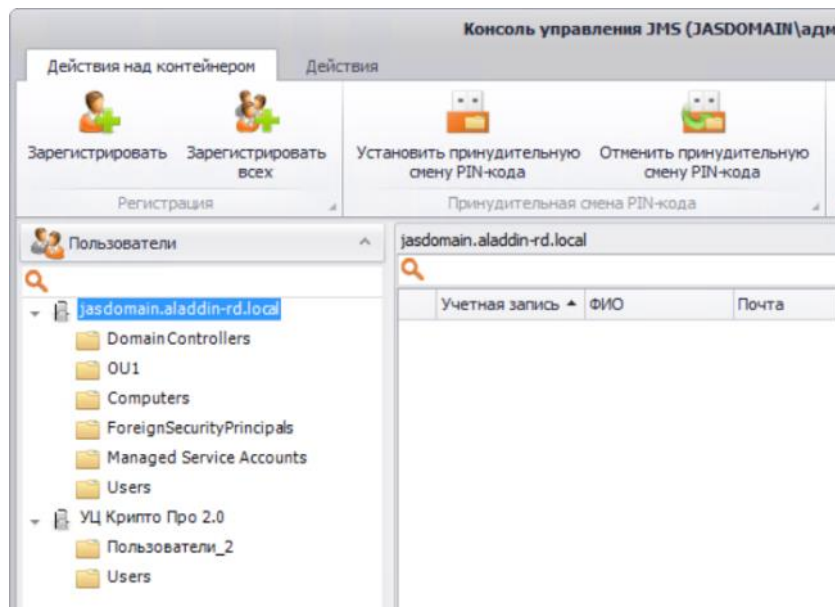 Консоль управления JMS (JASDOMAIN\адм
Действия над контейнером Действия
Зарегистрировать Зарегистрировать всех Установить принудительную смену PIN-кода Отменить принудительную смену PIN-кода
Регистрация Принудительная смена PIN-кода
Пользователи
jasdomain.aladdin-rd.local
Учетная запись ФИО Почта
jasdomain.aladdin-rd.local
Domain Controllers
OU1
Computers
ForeignSecurityPrincipals
Managed Service Accounts
Users
УЦ Крипто Про 2.0
Пользователи_2
Users